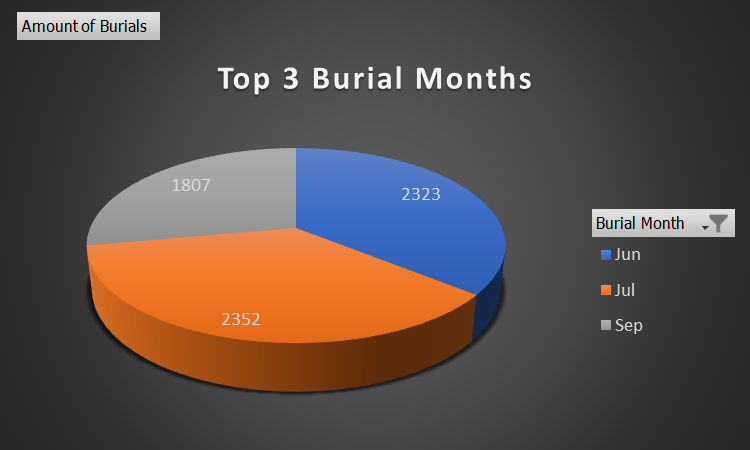 Amount of Burials
Top 3 Burial Months
1807
2323
2352
Burial Month
Jun
Jul
Sep